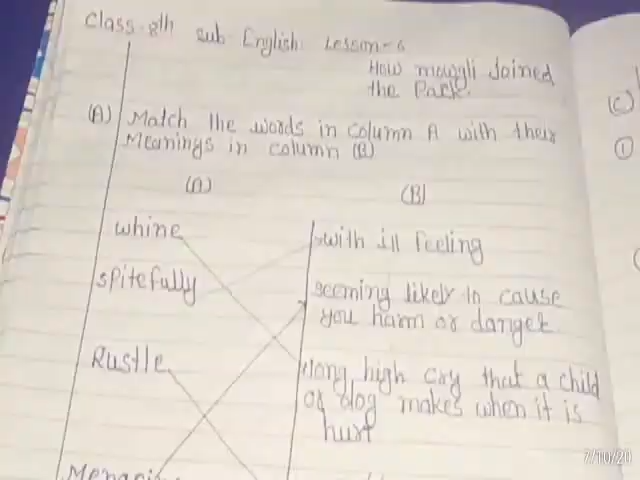 Class-8th Sub English Lesson-6
How mowgli Joined
the Pack.
(A) Match the words in column A with their
Meanings in column (B)
(A)
(B)
whine
with ill feeling
spitefully
seeming likely to cause
you harm or danger
Rustle
long high cry that a child
or dog makes when it is
hurt
(C)
①
7/10/20